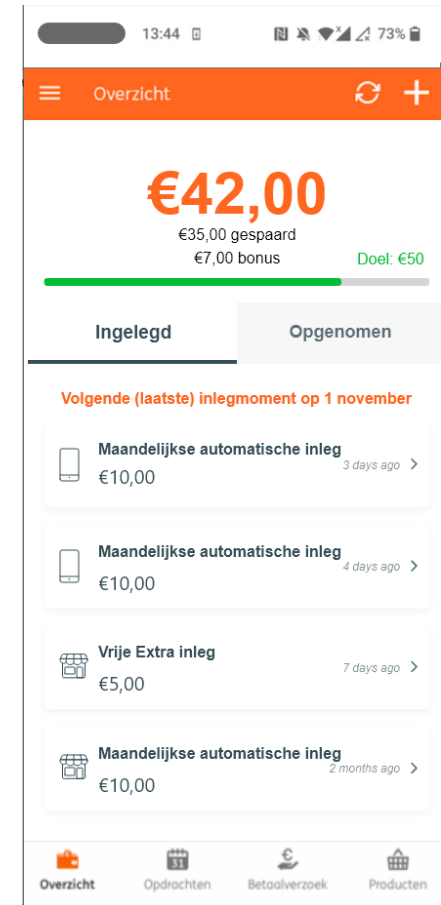 13:44
73%
Overzicht
€42,00
€35,00 gespaard
€7,00 bonus
Doel: €50
Ingelegd
Opgenomen
Volgende (laatste) inlegmoment op 1 november
Maandelijkse automatische inleg
3 days ago
€10,00
Maandelijkse automatische inleg
4 days ago
€10,00
Vrije Extra inleg
7 days ago
€5,00
Maandelijkse automatische inleg
2 months ago
€10,00
31
€
Overzicht
Opdrachten
Betaalverzoek
Producten